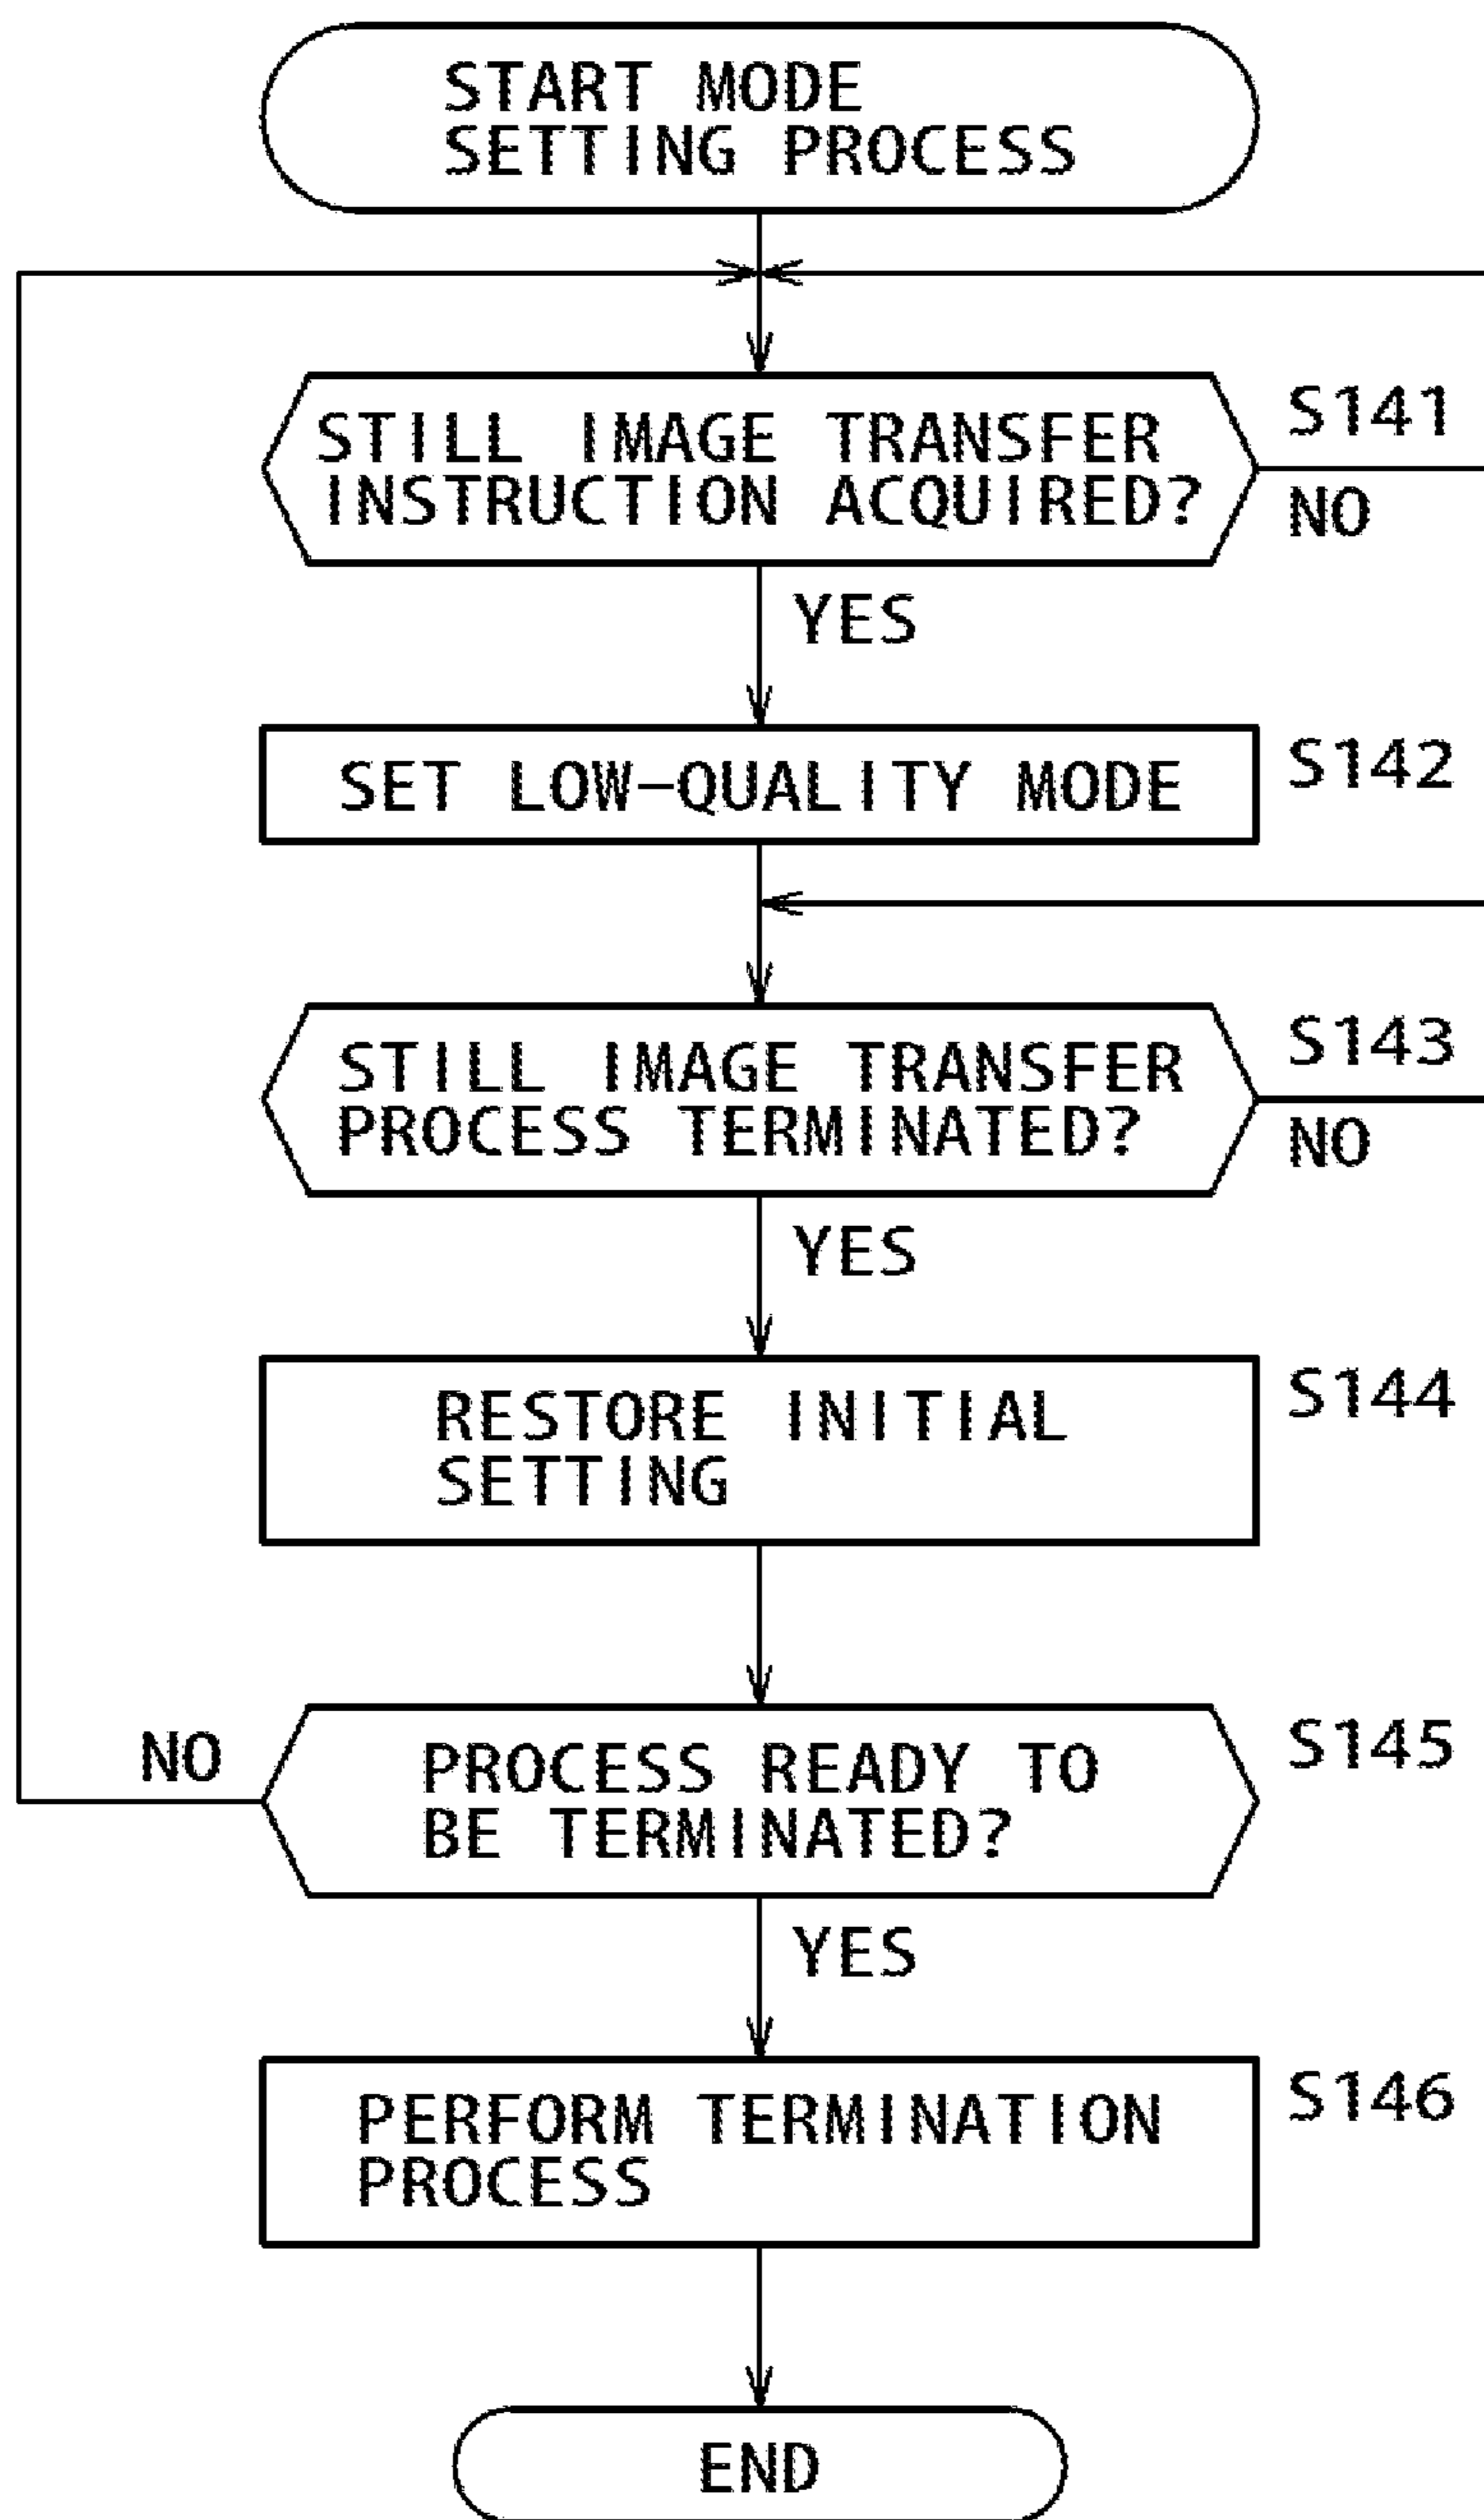 START MODE
SETTING PROCESS
STILL IMAGE TRANSFER
INSTRUCTION ACQUIRED?
S141
NO
YES
SET LOW-QUALITY MODE
S142
STILL IMAGE TRANSFER
PROCESS TERMINATED?
S143
NO
YES
RESTORE INITIAL
SETTING
S144
NO
PROCESS READY TO
BE TERMINATED?
S145
YES
PERFORM TERMINATION
PROCESS
S146
END